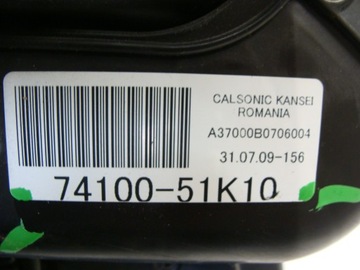 CALSONIC KANSEI
ROMANIA
A37000B0706004
31.07.09-156
74100-51K10